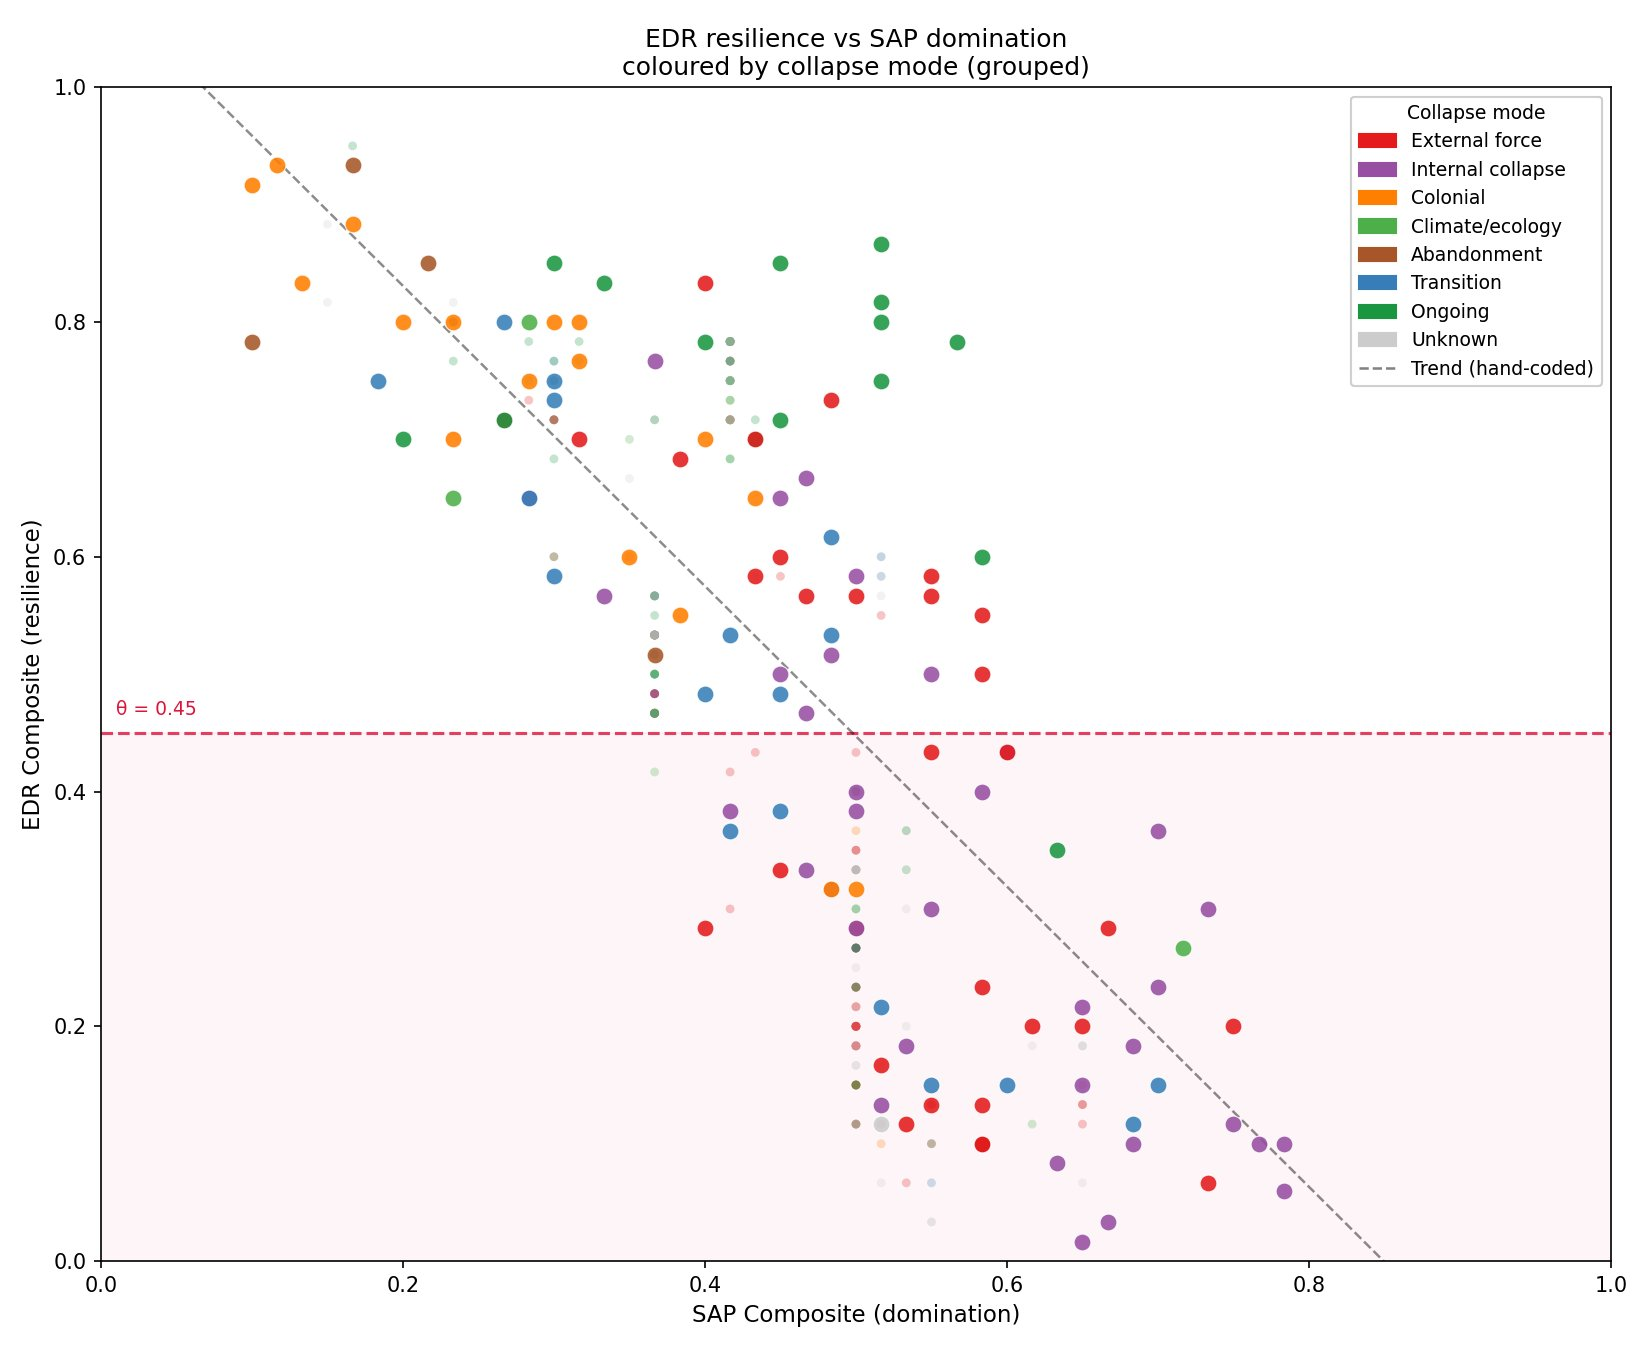 EDR resilience vs SAP domination
coloured by collapse mode (grouped)
Collapse mode
External force
Internal collapse
Colonial
Climate/ecology
Abandonment
Transition
Ongoing
Unknown
Trend (hand-coded)
EDR Composite (resilience)
1.0
0.8
0.6
0.4
0.2
0.0
θ = 0.45
0.0 0.2 0.4 0.6 0.8 1.0
SAP Composite (domination)